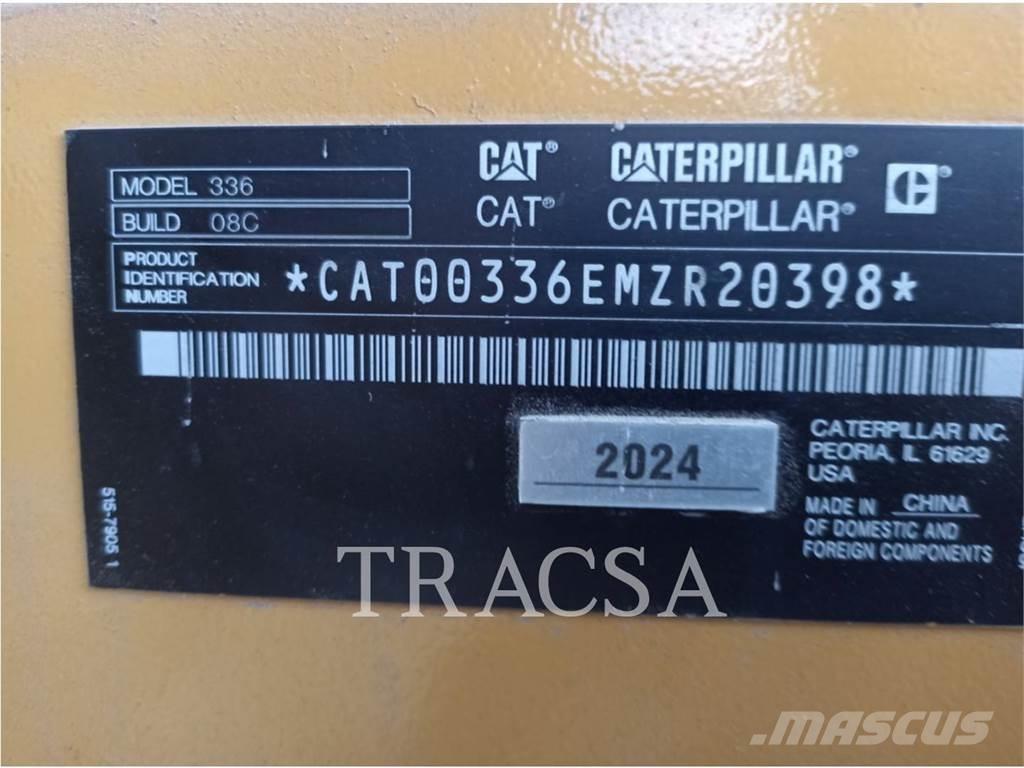 CAT® CATERPILLAR®
CAT® CATERPILLAR®
MODEL 336
BUILD 08C
PRODUCT
IDENTIFICATION
NUMBER
*CAT00336EMZR20398*
2024
CATERPILLAR INC.
PEORIA, IL 61629
USA
MADE IN CHINA
OF DOMESTIC AND
FOREIGN COMPONENTS
515-7905 1
TRACSA
MASCUS